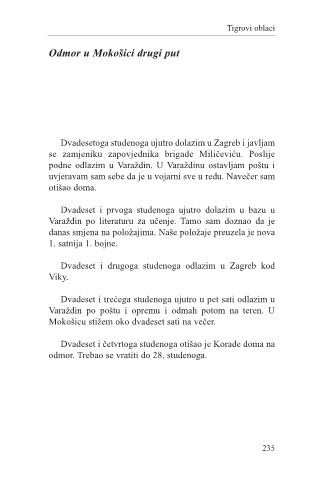 Tigrovi oblaci
Odmor u Mokošici drugi put
Dvadesetoga studenoga ujutro dolazim u Zagreb i javljam
se zamjeniku zapovjednika brigade Miličeviću. Poslije
podne odlazim u Varaždin. U Varaždinu ostavljam poštu i
uvjeravam sam sebe da je u vojarni sve u redu. Navečer sam
otišao doma.
Dvadeset i prvoga studenoga ujutro dolazim u bazu u
Varaždin po literaturu za učenje. Tamo sam doznao da je
danas smjena na položajima. Naše položaje preuzela je nova
1. satnija 1. bojne.
Dvadeset i drugoga studenoga odlazim u Zagreb kod
Viky.
Dvadeset i trećega studenoga ujutro u pet sati odlazim u
Varaždin po poštu i opremu i odmah potom na teren. U
Mokošicu stižem oko dvadeset sati na večer.
Dvadeset i četvrtoga studenoga otišao je Korade doma na
odmor. Trebao se vratiti do 28. studenoga.
235